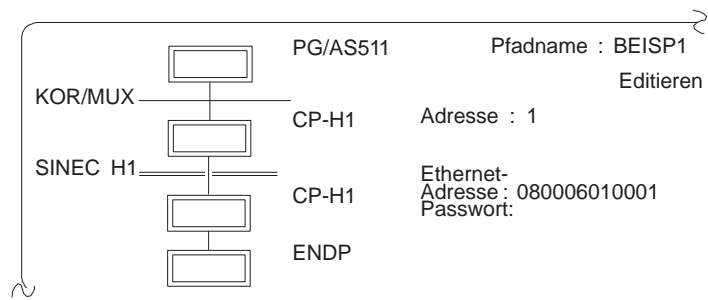 PG/AS511 Pfadname : BEISP1
Editieren
KOR/MUX
CP-H1 Adresse : 1
SINEC H1
Ethernet-
CP-H1 Adresse : 080006010001
Passwort:
ENDP